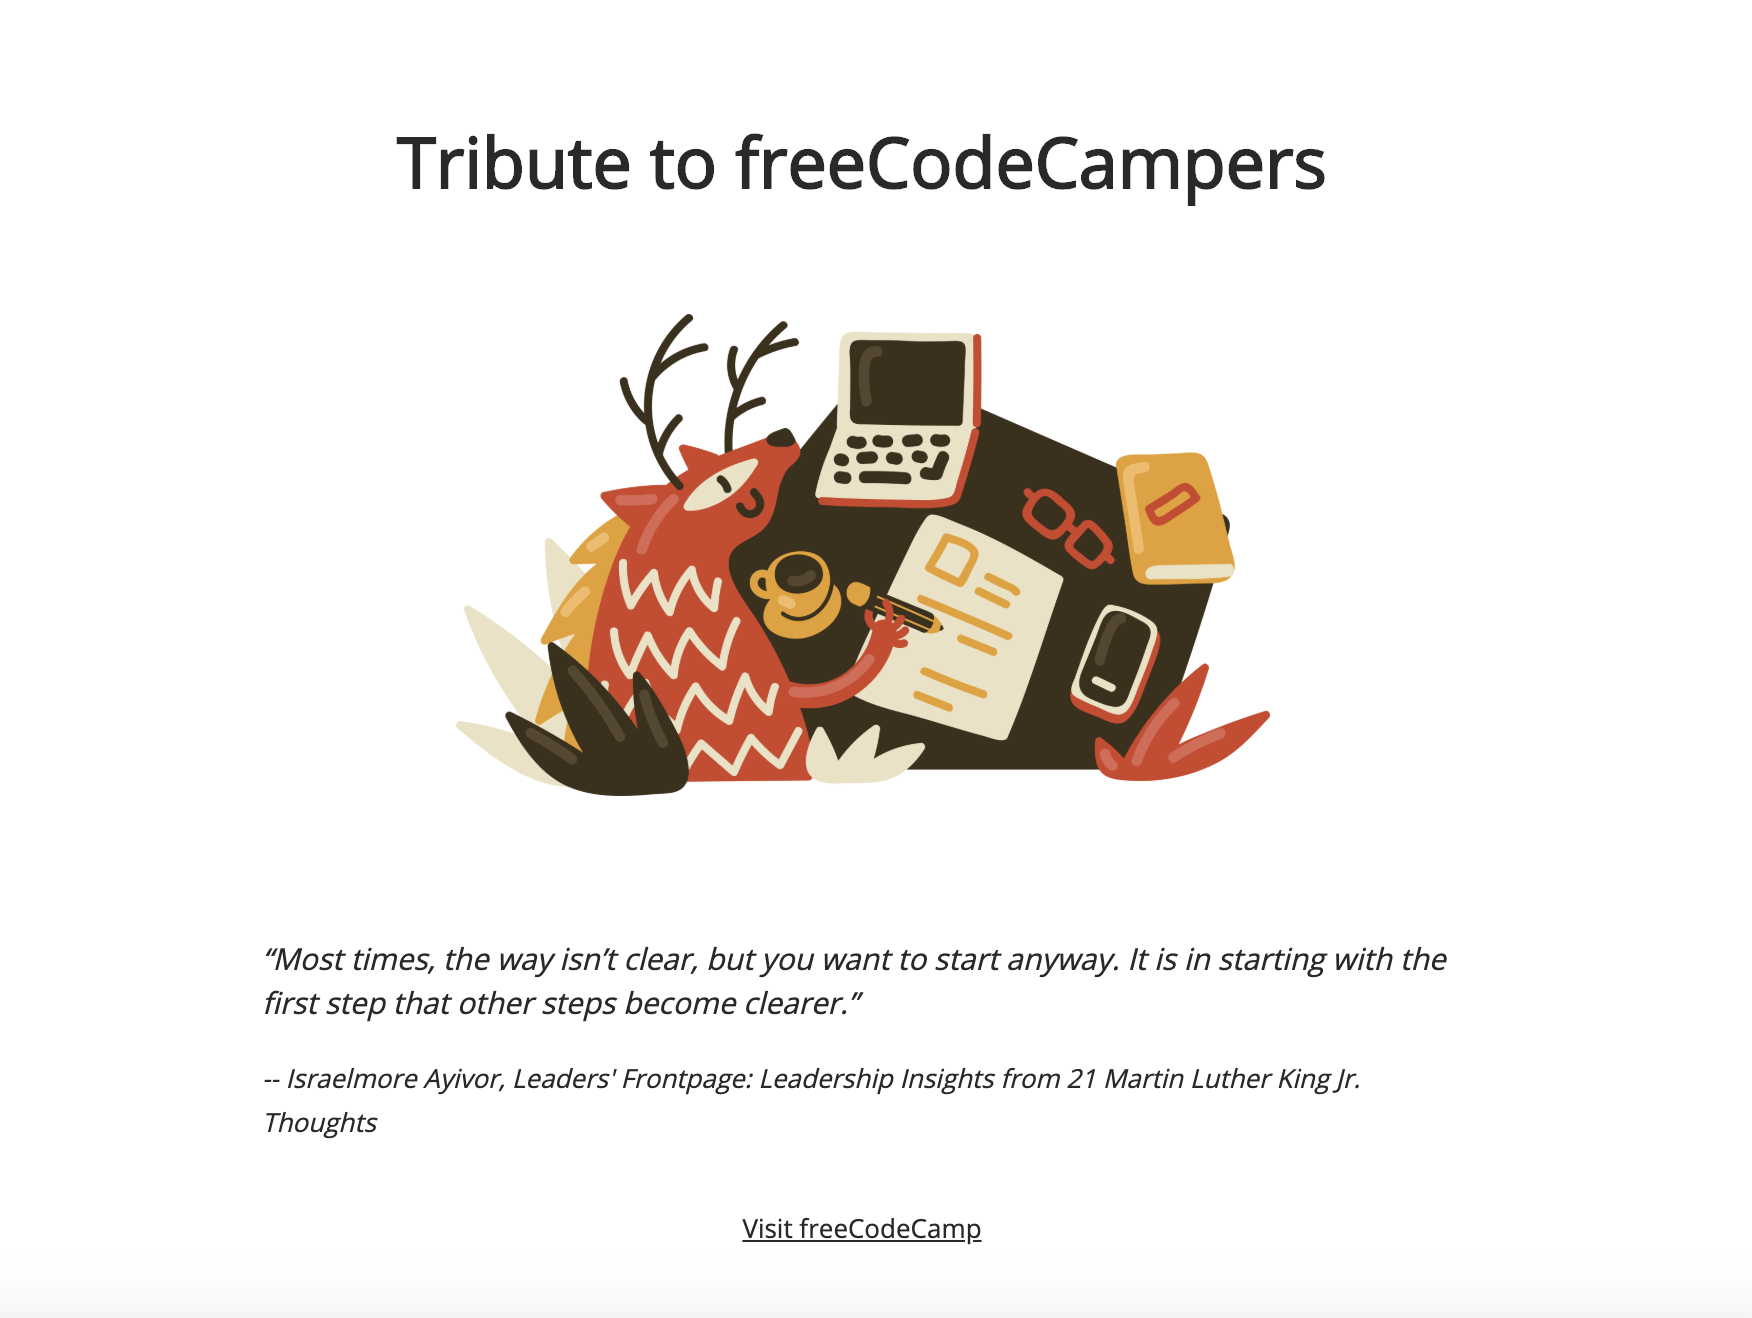 Tribute to freeCodeCampers
“Most times, the way isn’t clear, but you want to start anyway. It is in starting with the
first step that other steps become clearer.”
-- Israelmore Ayivor, Leaders' Frontpage: Leadership Insights from 21 Martin Luther King Jr.
Thoughts
Visit freeCodeCamp